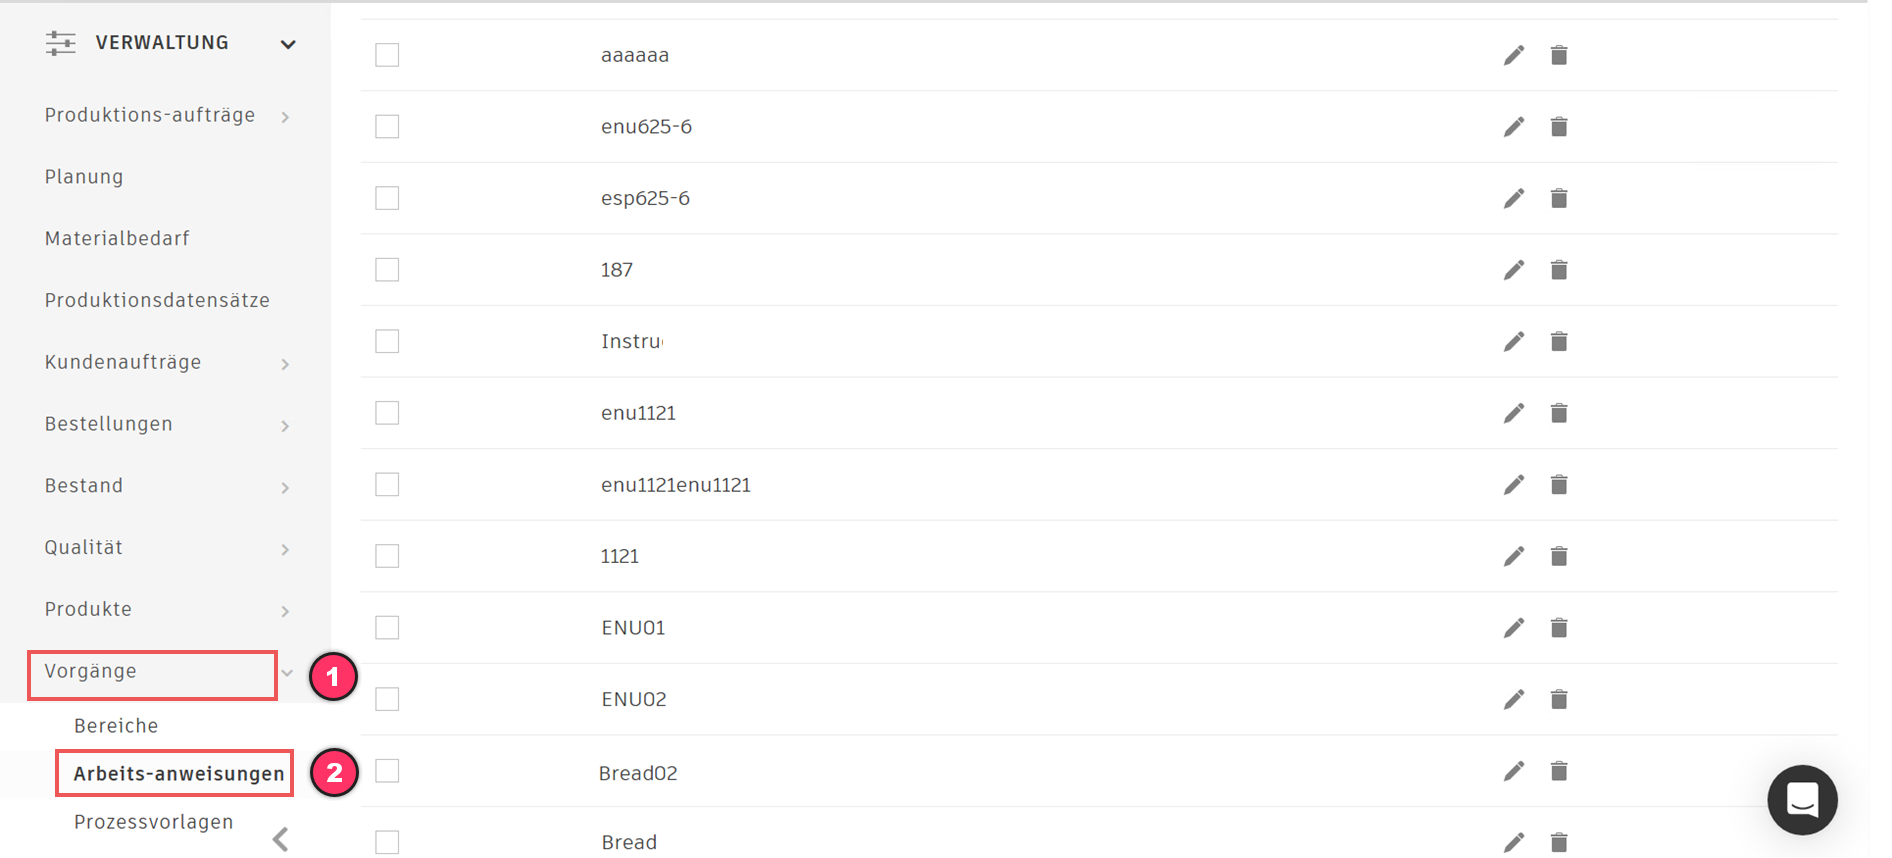 VERWALTUNG
Produktions-aufträge
Planung
Materialbedarf
Produktionsdatensätze
Kundenaufträge
Bestellungen
Bestand
Qualität
Produkte
Vorgänge
1
Bereiche
Arbeits-anweisungen
2
Prozessvorlagen
aaaaaa
enu625-6
esp625-6
187
enu1121
enu1121enu1121
1121
ENU01
ENU02
Bread02
Bread